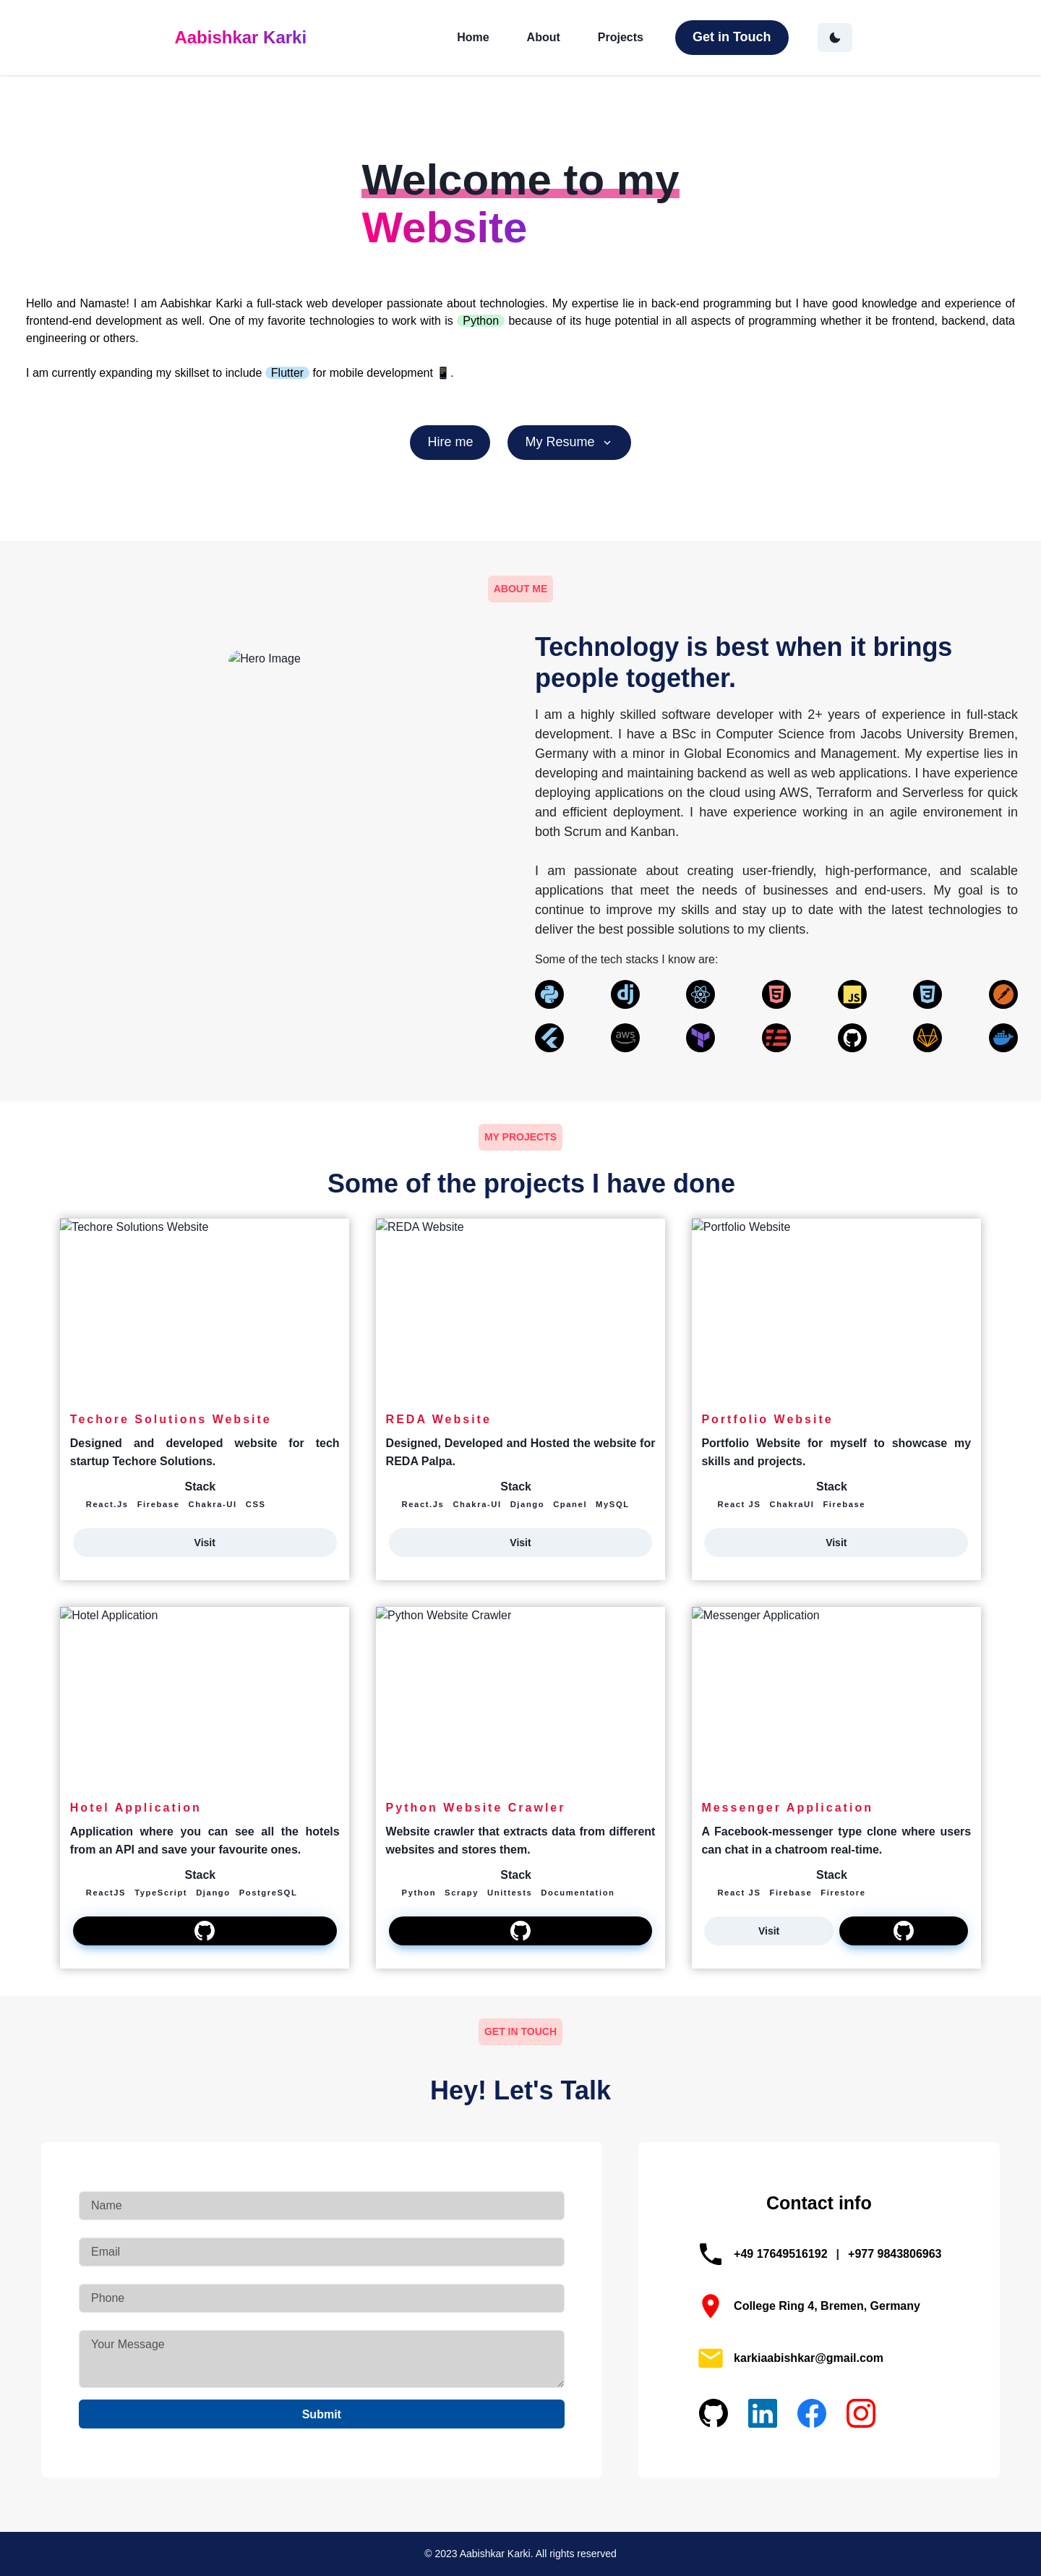 Aabishkar Karki
Home
About
Projects
Get in Touch
Welcome to my
Website
Hello and Namaste! I am Aabishkar Karki a full-stack web developer passionate about technologies. My expertise lie in back-end programming but I have good knowledge and experience of
frontend-end development as well. One of my favorite technologies to work with is Python because of its huge potential in all aspects of programming whether it be frontend, backend, data
engineering or others.
I am currently expanding my skillset to include Flutter for mobile development 📱.
Hire me
My Resume
ABOUT ME
Hero Image
Technology is best when it brings
people together.
I am a highly skilled software developer with 2+ years of experience in full-stack
development. I have a BSc in Computer Science from Jacobs University Bremen,
Germany with a minor in Global Economics and Management. My expertise lies in
developing and maintaining backend as well as web applications. I have experience
deploying applications on the cloud using AWS, Terraform and Serverless for quick
and efficient deployment. I have experience working in an agile environement in
both Scrum and Kanban.
I am passionate about creating user-friendly, high-performance, and scalable
applications that meet the needs of businesses and end-users. My goal is to
continue to improve my skills and stay up to date with the latest technologies to
deliver the best possible solutions to my clients.
Some of the tech stacks I know are:
dj
JS
aws
MY PROJECTS
Some of the projects I have done
Techore Solutions Website
Techore Solutions Website
Designed and developed website for tech
startup Techore Solutions.
Stack
React.Js Firebase Chakra-UI CSS
Visit
REDA Website
REDA Website
Designed, Developed and Hosted the website for
REDA Palpa.
Stack
React.Js Chakra-UI Django Cpanel MySQL
Visit
Portfolio Website
Portfolio Website
Portfolio Website for myself to showcase my
skills and projects.
Stack
React JS ChakraUI Firebase
Visit
Hotel Application
Hotel Application
Application where you can see all the hotels
from an API and save your favourite ones.
Stack
ReactJS TypeScript Django PostgreSQL
Python Website Crawler
Python Website Crawler
Website crawler that extracts data from different
websites and stores them.
Stack
Python Scrapy Unittests Documentation
Messenger Application
Messenger Application
A Facebook-messenger type clone where users
can chat in a chatroom real-time.
Stack
React JS Firebase Firestore
Visit
GET IN TOUCH
Hey! Let's Talk
Name
Email
Phone
Your Message
Submit
Contact info
+49 17649516192 | +977 9843806963
College Ring 4, Bremen, Germany
karkiaabishkar@gmail.com
© 2023 Aabishkar Karki. All rights reserved